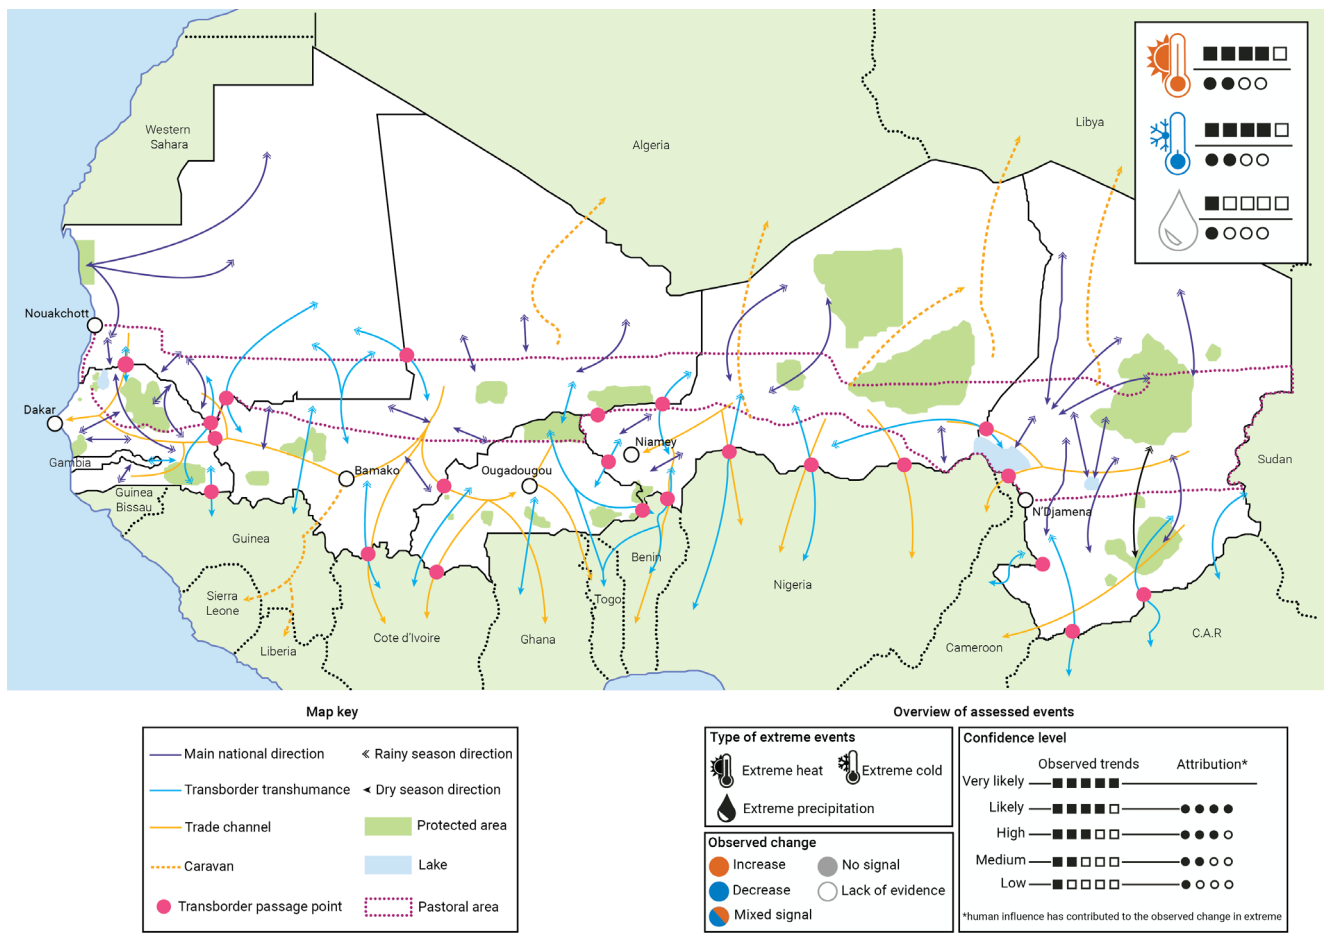 Western
Sahara
Algeria
Libya
Nouakchott
Dakar
Gambia
Guinea
Bissau
Guinea
Sierra
Leone
Liberia
Bamako
Ougadougou
Niamey
Cote d'Ivoire
Ghana
Togo
Benin
Nigeria
N'Djamena
Cameroon
C.A.R
Sudan
Map key
Main national direction
Rainy season direction
Transborder transhumance
Dry season direction
Trade channel
Protected area
Caravan
Lake
Transborder passage point
Pastoral area
Overview of assessed events
Type of extreme events
Extreme heat
Extreme cold
Extreme precipitation
Observed change
Increase
No signal
Decrease
Lack of evidence
Mixed signal
Confidence level
Observed trends
Attribution*
Very likely
Likely
High
Medium
Low
*human influence has contributed to the observed change in extreme